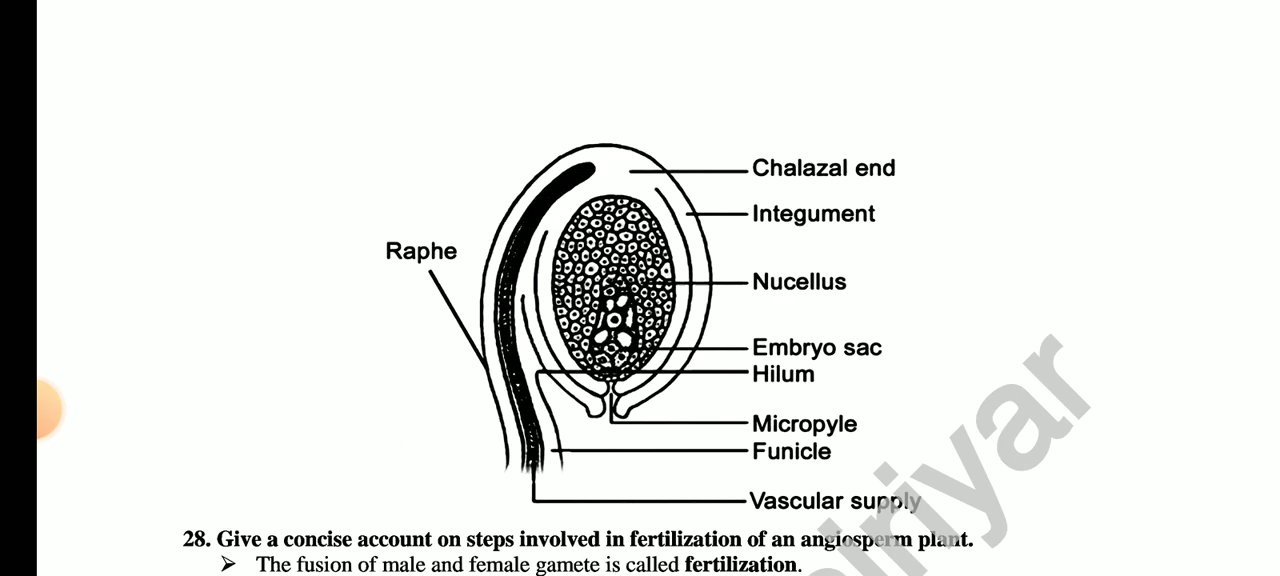 Chalazal end
Integument
Raphe
Nucellus
Embryo sac
Hilum
Micropyle
Funicle
Vascular supply
28. Give a concise account on steps involved in fertilization of an angiosperm plant.
➢ The fusion of male and female gamete is called fertilization.